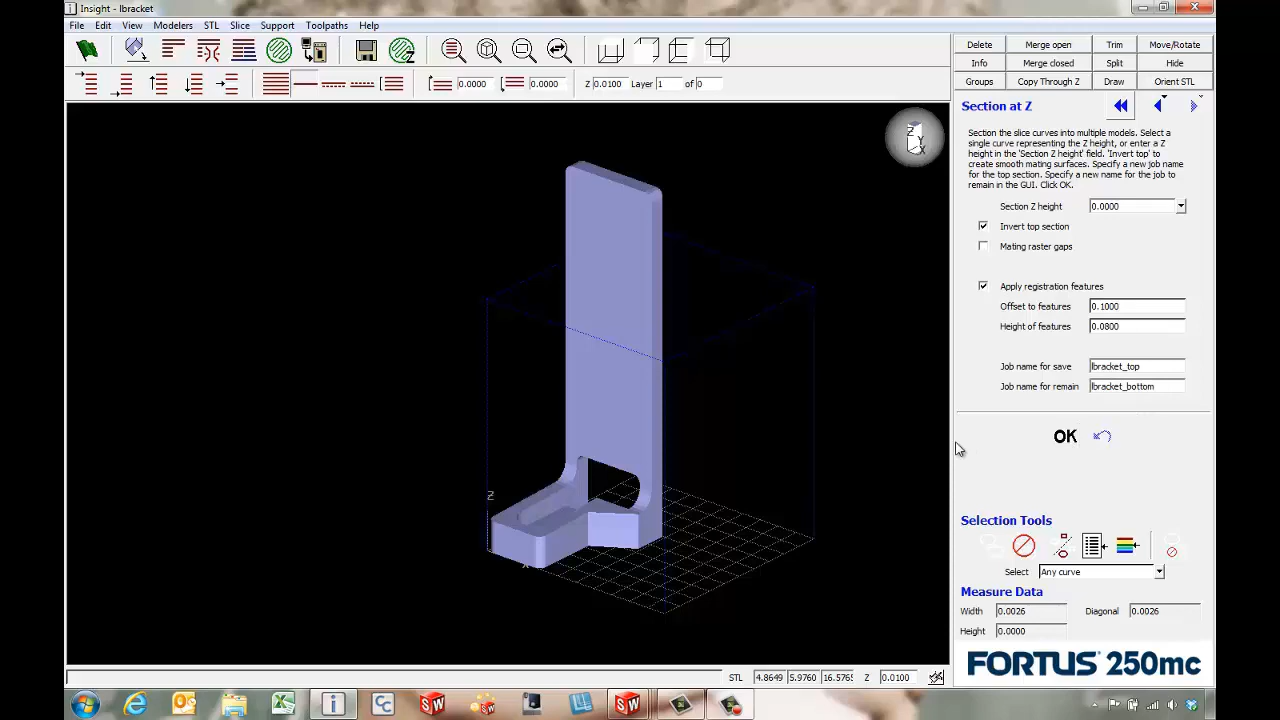 Insight - lbracket
File Edit View Modelers STL Slice Support Toolpaths Help
0.0000 0.0000 Z 0.0100 Layer 1 of 0
Delete Merge open Trim Move/Rotate
Info Merge closed Split Hide
Groups Copy Through Z Draw Orient STL
Section at Z
Section the slice curves into multiple models. Select a
single curve representing the Z height, or enter a Z
height in the 'Section Z height' field. 'Invert top' to
create smooth mating surfaces. Specify a new job name
for the top section. Specify a new name for the job to
remain in the GUI. Click OK.
Section Z height 0.0000
Invert top section
Mating raster gaps
Apply registration features
Offset to features 0.1000
Height of features 0.0800
Job name for save lbracket_top
Job name for remain lbracket_bottom
OK
Selection Tools
Select Any curve
Measure Data
Width 0.0026 Diagonal 0.0026
Height 0.0000
FORTUS 250mc
Z
X
Z
Y
X
STL 4.8649 5.9760 16.5765 Z 0.0100